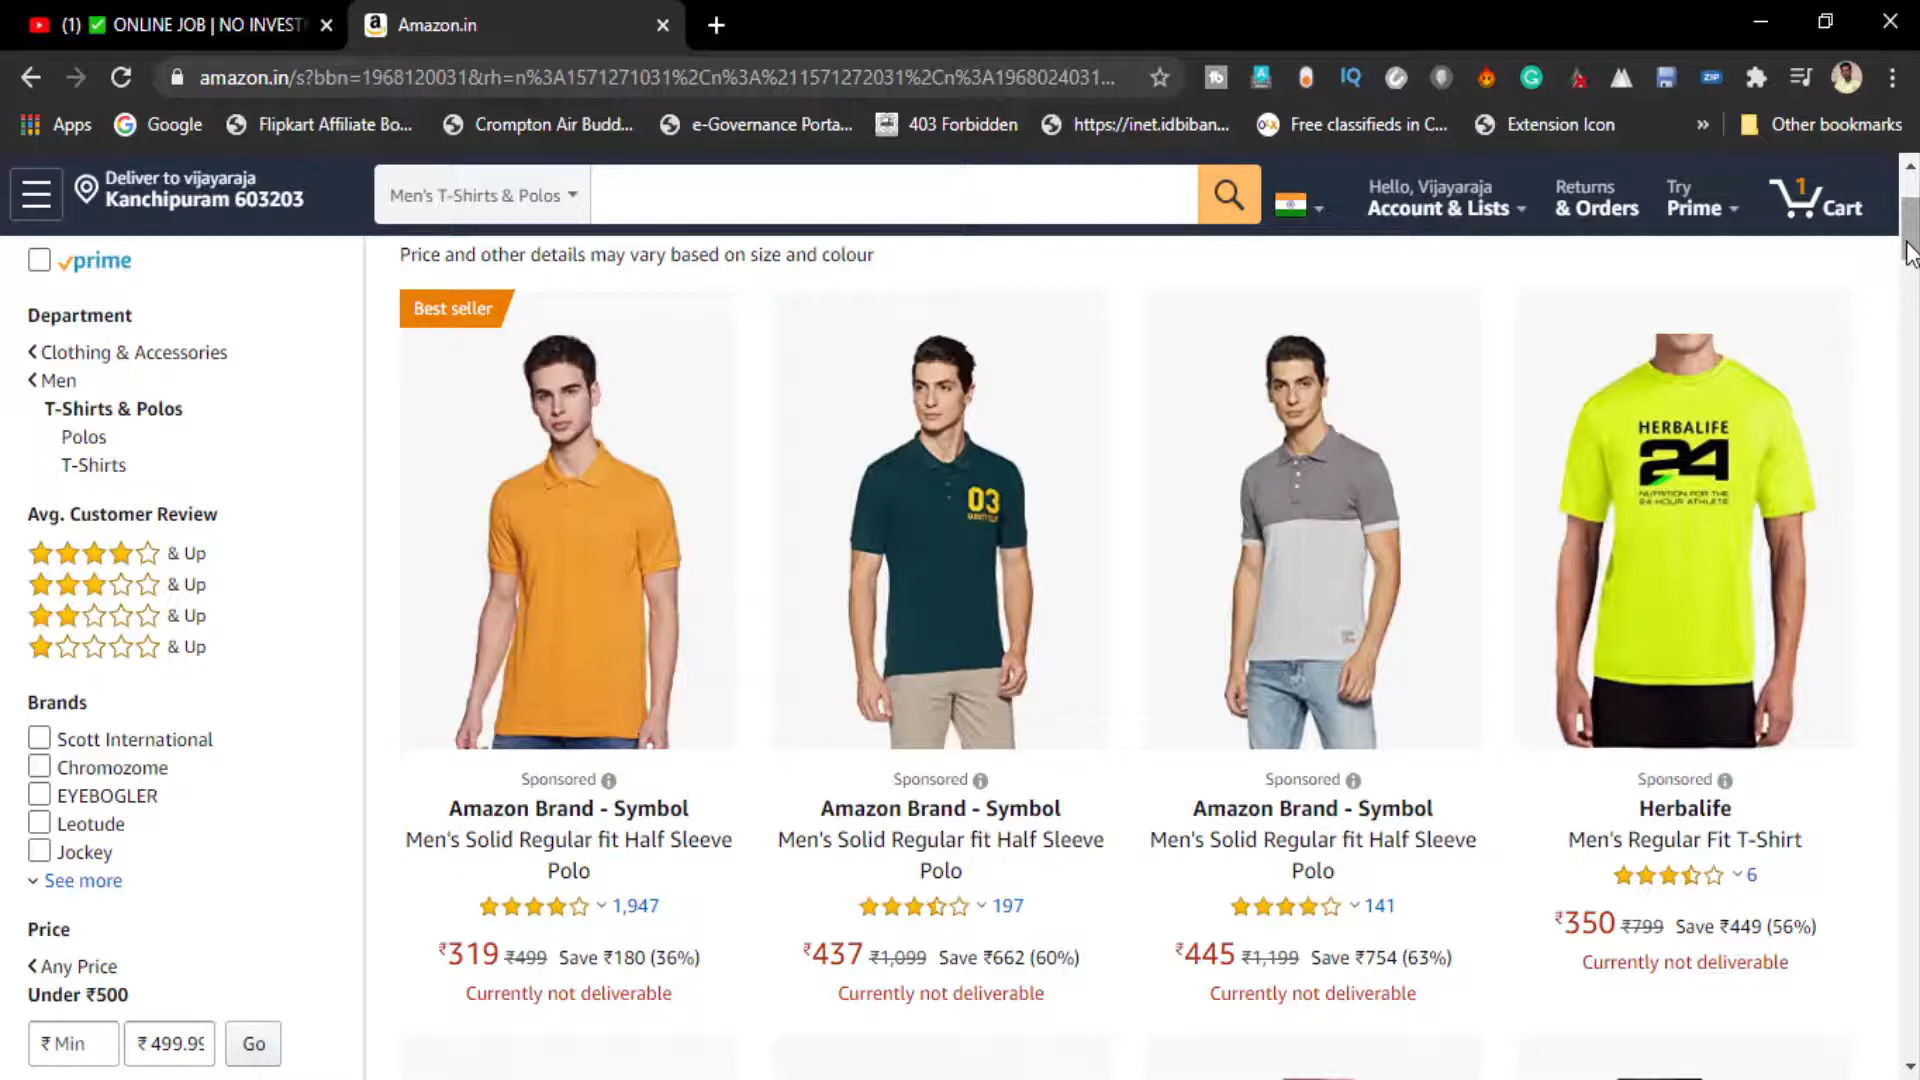 (1) ✅ ONLINE JOB | NO INVEST
Amazon.in
amazon.in/s?bbn=1968120031&rh=n%3A1571271031%2Cn%3A%211571272031%2Cn%3A1968024031...
Apps
Google
Flipkart Affiliate Bo...
Crompton Air Budd...
e-Governance Porta...
403 Forbidden
https://inet.idbiban...
Free classifieds in C...
Extension Icon
»
Other bookmarks
Deliver to vijayaraja
Kanchipuram 603203
Men's T-Shirts & Polos
Hello, Vijayaraja
Account & Lists
Returns
& Orders
Try
Prime
1
Cart
prime
Department
Clothing & Accessories
Men
T-Shirts & Polos
Polos
T-Shirts
Avg. Customer Review
& Up
& Up
& Up
& Up
Brands
Scott International
Chromozome
EYEBOGLER
Leotude
Jockey
See more
Price
Any Price
Under ₹500
₹ Min
₹ 499.99
Go
Price and other details may vary based on size and colour
Best seller
03
HERBALIFE
24
NUTRITION FOR THE
24-HOUR ATHLETE
Sponsored
Amazon Brand - Symbol
Men's Solid Regular fit Half Sleeve
Polo
1,947
₹319 ₹499 Save ₹180 (36%)
Currently not deliverable
Sponsored
Amazon Brand - Symbol
Men's Solid Regular fit Half Sleeve
Polo
197
₹437 ₹1,099 Save ₹662 (60%)
Currently not deliverable
Sponsored
Amazon Brand - Symbol
Men's Solid Regular fit Half Sleeve
Polo
141
₹445 ₹1,199 Save ₹754 (63%)
Currently not deliverable
Sponsored
Herbalife
Men's Regular Fit T-Shirt
6
₹350 ₹799 Save ₹449 (56%)
Currently not deliverable